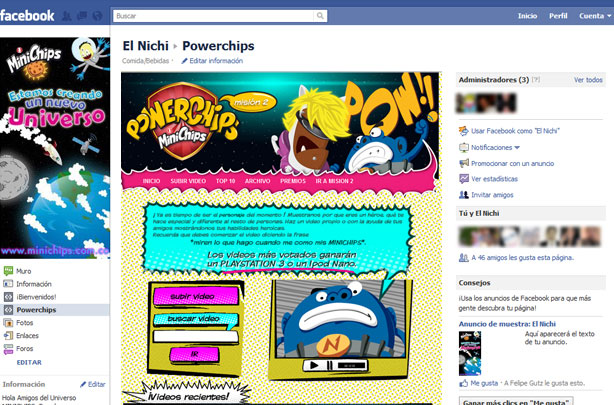 facebook
Buscar
Inicio Perfil Cuenta
MiniChips
Estamos creando
un nuevo
Universo
www.minichips.com.co
Muro
Información
¡Bienvenidos!
Powerchips
Fotos
Enlaces
Foros
EDITAR
Información Editar
Hola Amigos del Universo
El Nichi Powerchips
Comida/Bebidas · Editar información
POWERCHIPS
MiniChips
misión 2
POW!!
INICIO SUBIR VIDEO TOP 10 ARCHIVO PREMIOS IR A MISION 2
¡ Ya es tiempo de ser el personaje del momento ! Muestranos por que eres un héroe, qué te
hace especial y diferente al resto de personas. Haz un video propio o con la ayuda de tus
amigos mostrándonos tus habilidades heroicas.
Recuerda que debes comenzar el video diciendo la frase
"miren lo que hago cuando me como mis MINICHIPS".
Los videos más votados ganarán
un PLAYSTATION 3 o un Ipod Nano.
subir video
buscar video
IR
N
¡Videos recientes!
Administradores (3) [?] Ver todos
Usar Facebook como "El Nichi"
Notificaciones
Promocionar con un anuncio
Ver estadísticas
Invitar amigos
Tú y El Nichi
A 46 amigos les gusta esta página.
Consejos
¡Usa los anuncios de Facebook para que más
gente descubra tu página!
Anuncio de muestra: El Nichi
Aquí aparecerá el texto
de tu anuncio.
Me gusta · A Felipe Gutz le gusta esto.
Conseguir más clics en "Me gusta"